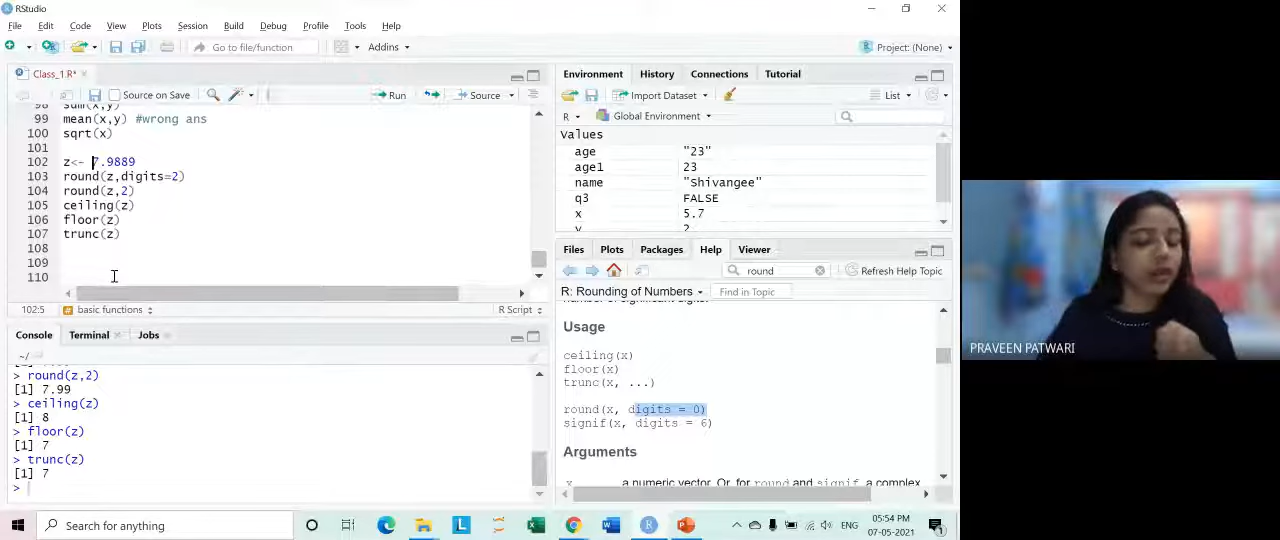 RStudio
File Edit Code View Plots Session Build Debug Profile Tools Help
Go to file/function Addins Project: (None)
Class_1.R*
Source on Save Run Source
98 sum(x,y)
99 mean(x,y) #wrong ans
100 sqrt(x)
101
102 z<- 7.9889
103 round(z,digits=2)
104 round(z,2)
105 ceiling(z)
106 floor(z)
107 trunc(z)
108
109
110
102:5 basic functions R Script
Console Terminal Jobs
~/
> round(z,2)
[1] 7.99
> ceiling(z)
[1] 8
> floor(z)
[1] 7
> trunc(z)
[1] 7
>
Environment History Connections Tutorial
Import Dataset List
R Global Environment
Values
age "23"
age1 23
name "Shivangee"
q3 FALSE
x 5.7
y 2
Files Plots Packages Help Viewer
round Refresh Help Topic
R: Rounding of Numbers Find in Topic
number of significant digits.
Usage
ceiling(x)
floor(x)
trunc(x, ...)
round(x, digits = 0)
signif(x, digits = 6)
Arguments
x a numeric vector. Or, for round and signif, a complex
PRAVEEN PATWARI
Search for anything
ENG
05:54 PM
07-05-2021